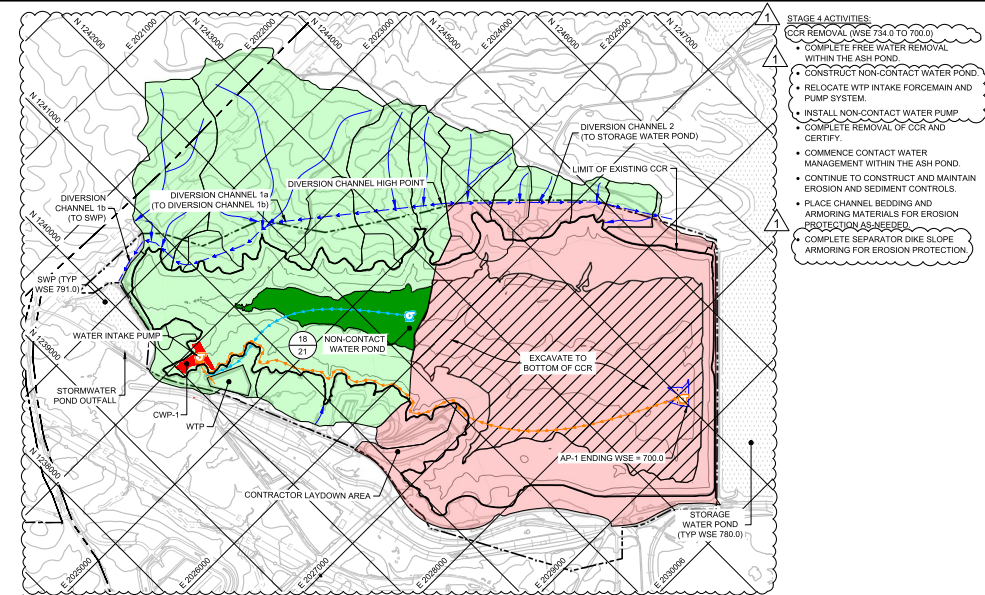 1
STAGE 4 ACTIVITIES:
CCR REMOVAL (WSE 734.0 TO 700.0)
1
• COMPLETE FREE WATER REMOVAL
WITHIN THE ASH POND.
• CONSTRUCT NON-CONTACT WATER POND.
• RELOCATE WTP INTAKE FORCEMAIN AND
PUMP SYSTEM.
• INSTALL NON-CONTACT WATER PUMP
• COMPLETE REMOVAL OF CCR AND
CERTIFY.
• COMMENCE CONTACT WATER
MANAGEMENT WITHIN THE ASH POND.
• CONTINUE TO CONSTRUCT AND MAINTAIN
EROSION AND SEDIMENT CONTROLS.
• PLACE CHANNEL BEDDING AND
ARMORING MATERIALS FOR EROSION
PROTECTION AS-NEEDED.
1
• COMPLETE SEPARATOR DIKE SLOPE
ARMORING FOR EROSION PROTECTION.
N 1242000
E 2021000
N 1243000
E 2022000
N 1244000
E 2023000
N 1245000
E 2024000
N 1246000
E 2025000
N 1247000
N 1241000
N 1240000
N 1239000
N 1238000
E 2025000
E 2026000
E 2027000
E 2028000
E 2029000
E 2030006
DIVERSION CHANNEL 2
(TO STORAGE WATER POND)
LIMIT OF EXISTING CCR
DIVERSION CHANNEL HIGH POINT
DIVERSION CHANNEL 1a
(TO DIVERSION CHANNEL 1b)
DIVERSION
CHANNEL 1b
(TO SWP)
SWP (TYP
WSE 791.0)
WATER INTAKE PUMP
18
21
NON-CONTACT
WATER POND
EXCAVATE TO
BOTTOM OF CCR
STORMWATER
POND OUTFALL
CWP-1
WTP
AP-1 ENDING WSE = 700.0
CONTRACTOR LAYDOWN AREA
STORAGE
WATER POND
(TYP WSE 780.0)